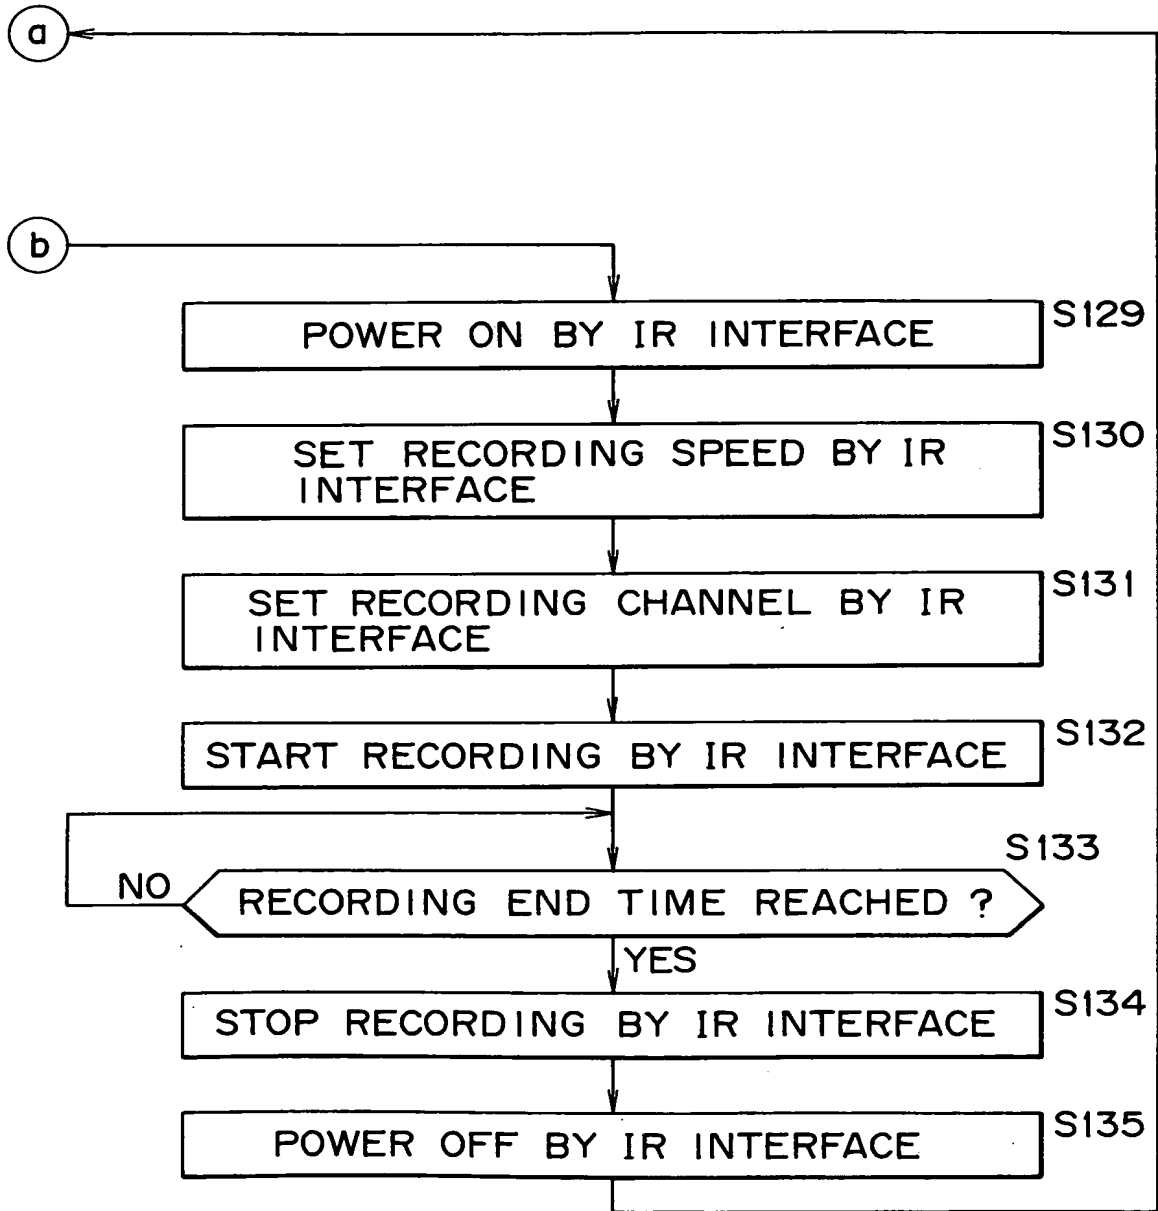 a
b
POWER ON BY IR INTERFACE
S129
SET RECORDING SPEED BY IR
INTERFACE
S130
SET RECORDING CHANNEL BY IR
INTERFACE
S131
START RECORDING BY IR INTERFACE
S132
S133
NO
RECORDING END TIME REACHED ?
YES
STOP RECORDING BY IR INTERFACE
S134
POWER OFF BY IR INTERFACE
S135